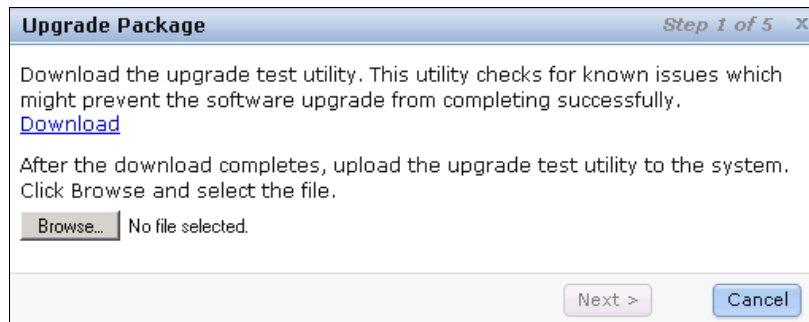 Upgrade Package Step 1 of 5 x
Download the upgrade test utility. This utility checks for known issues which
might prevent the software upgrade from completing successfully.
Download
After the download completes, upload the upgrade test utility to the system.
Click Browse and select the file.
Browse... No file selected.
Next > Cancel